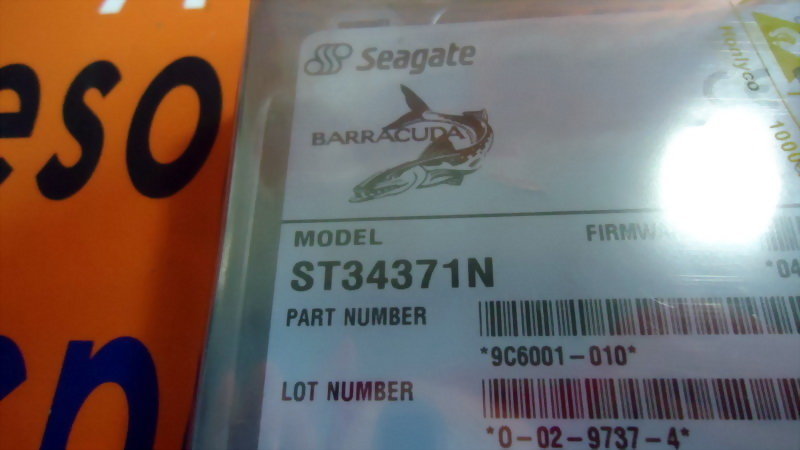 Seagate
BARRACUDA
MODEL
ST34371N
PART NUMBER
*9C6001-010*
LOT NUMBER
*0-02-9737-4*
eso